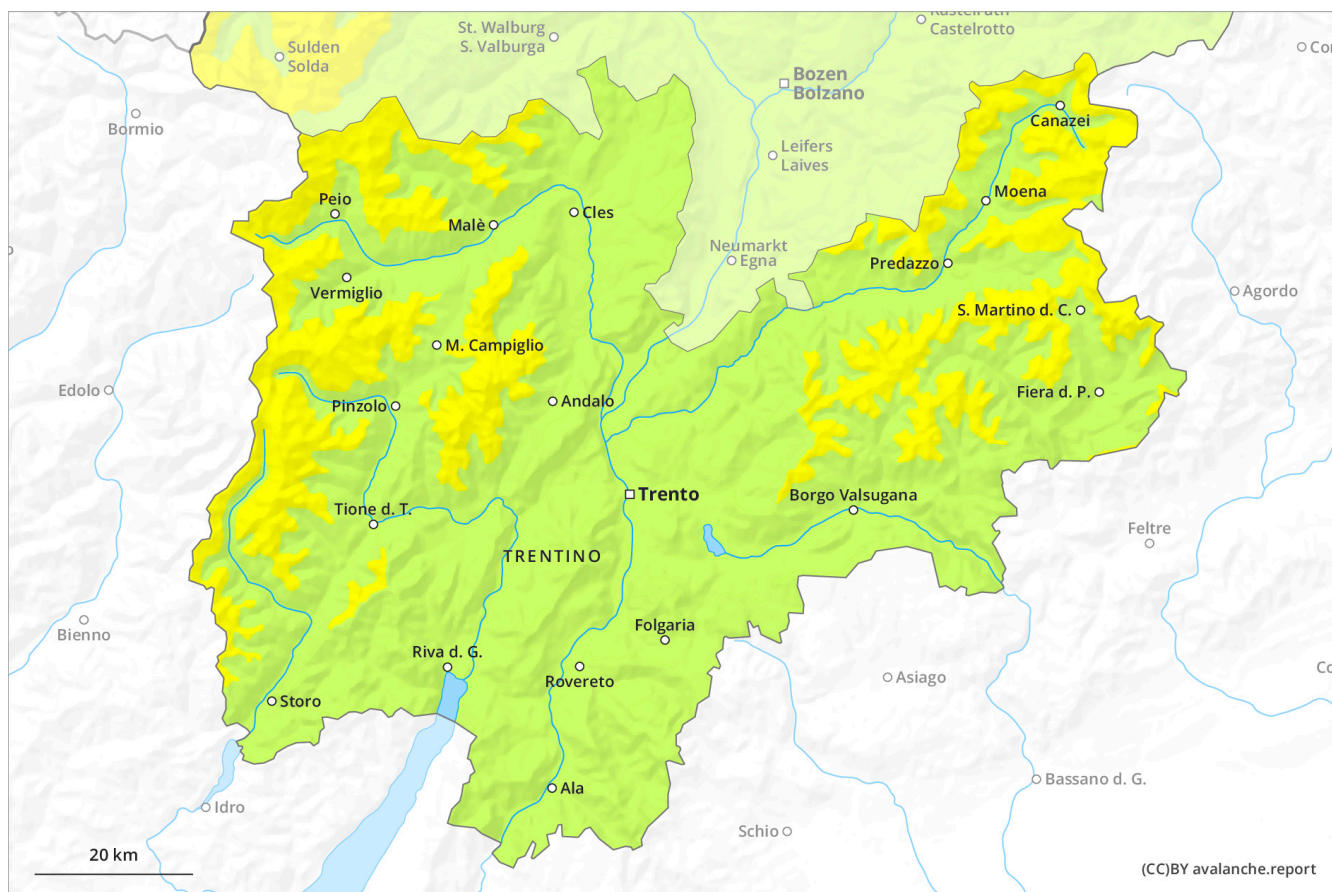 Kastelruth
Castelrotto
St. Walburg
S. Valburga
Sulden
Solda
Bozen
Bolzano
Bormio
Canazei
Leifers
Laives
Peio
Moena
Malè
Cles
Neumarkt
Egna
Predazzo
Vermiglio
Agordo
S. Martino d. C.
M. Campiglio
Edolo
Pinzolo
Andalo
Fiera d. P.
Trento
Borgo Valsugana
Tione d. T.
Feltre
TRENTINO
Bienno
Folgaria
Riva d. G.
Rovereto
Asiago
Storo
Bassano d. G.
Ala
Idro
Schio
20 km
(CC)BY avalanche.report